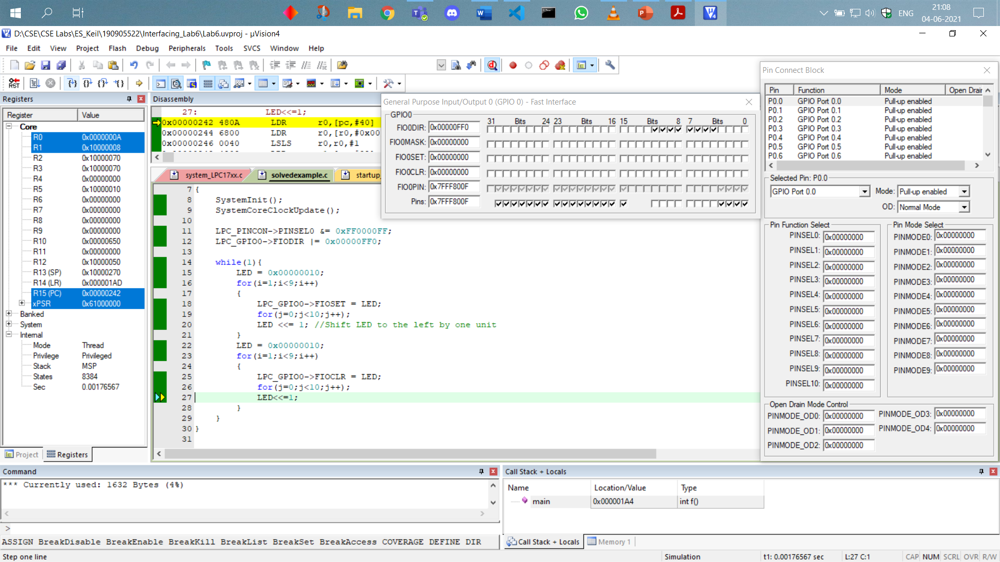 ENG
21:08
04-06-2021
D:\CSE\CSE Labs\ES_Keil\190905522\Interfacing_Lab6\Lab6.uvproj - µVision4
File Edit View Project Flash Debug Peripherals Tools SVCS Window Help
Registers
Register Value
Core
R0 0x0000000A
R1 0x10000008
R2 0x10000070
R3 0x10000070
R4 0x00000000
R5 0x10000010
R6 0x00000000
R7 0x00000000
R8 0x00000000
R9 0x00000000
R10 0x00000650
R11 0x00000000
R12 0x10000050
R13 (SP) 0x10000270
R14 (LR) 0x000001AD
R15 (PC) 0x00000242
xPSR 0x61000000
Banked
System
Internal
Mode Thread
Privilege Privileged
Stack MSP
States 8384
Sec 0.00176567
Project Registers
Disassembly
27: LED<<=1;
0x00000242 480A LDR r0,[pc,#40]
0x00000244 6800 LDR r0,[r0,#0x00
0x00000246 0040 LSLS r0,r0,#1
system_LPC17xx.c solvedexample.c startup_
7 {
8 SystemInit();
9 SystemCoreClockUpdate();
10
11 LPC_PINCON->PINSEL0 &= 0xFF0000FF;
12 LPC_GPIO0->FIODIR |= 0x00000FF0;
13
14 while(1){
15 LED = 0x00000010;
16 for(i=1;i<9;i++)
17 {
18 LPC_GPIO0->FIOSET = LED;
19 for(j=0;j<10;j++);
20 LED <<= 1; //Shift LED to the left by one unit
21 }
22 LED = 0x00000010;
23 for(i=1;i<9;i++)
24 {
25 LPC_GPIO0->FIOCLR = LED;
26 for(j=0;j<10;j++);
27 LED<<=1;
28 }
29 }
30 }
31
General Purpose Input/Output 0 (GPIO 0) - Fast Interface
GPIO0
31 Bits 24 23 Bits 16 15 Bits 8 7 Bits 0
FIO0DIR: 0x00000FF0
FIO0MASK: 0x00000000
FIO0SET: 0x00000000
FIO0CLR: 0x00000000
FIO0PIN: 0x7FFF800F
Pins: 0x7FFF800F
Pin Connect Block
Pin Function Mode Open Drain
P0.0 GPIO Port 0.0 Pull-up enabled
P0.1 GPIO Port 0.1 Pull-up enabled
P0.2 GPIO Port 0.2 Pull-up enabled
P0.3 GPIO Port 0.3 Pull-up enabled
P0.4 GPIO Port 0.4 Pull-up enabled
P0.5 GPIO Port 0.5 Pull-up enabled
P0.6 GPIO Port 0.6 Pull-up enabled
Selected Pin: P0.0
GPIO Port 0.0 Mode: Pull-up enabled
OD: Normal Mode
Pin Function Select
PINSEL0: 0x00000000
PINSEL1: 0x00000000
PINSEL2: 0x00000000
PINSEL3: 0x00000000
PINSEL4: 0x00000000
PINSEL5: 0x00000000
PINSEL6: 0x00000000
PINSEL7: 0x00000000
PINSEL8: 0x00000000
PINSEL9: 0x00000000
PINSEL10: 0x00000000
Pin Mode Select
PINMODE0: 0x00000000
PINMODE1: 0x00000000
PINMODE2: 0x00000000
PINMODE3: 0x00000000
PINMODE4: 0x00000000
PINMODE5: 0x00000000
PINMODE6: 0x00000000
PINMODE7: 0x00000000
PINMODE8: 0x00000000
PINMODE9: 0x00000000
Open Drain Mode Control
PINMODE_OD0: 0x00000000
PINMODE_OD1: 0x00000000
PINMODE_OD2: 0x00000000
PINMODE_OD3: 0x00000000
PINMODE_OD4: 0x00000000
Command
*** Currently used: 1632 Bytes (4%)
>
ASSIGN BreakDisable BreakEnable BreakKill BreakList BreakSet BreakAccess COVERAGE DEFINE DIR
Call Stack + Locals
Name Location/Value Type
main 0x000001A4 int f()
Call Stack + Locals Memory 1
Step one line Simulation t1: 0.00176567 sec L:27 C:1 CAP NUM SCRL OVR R/W